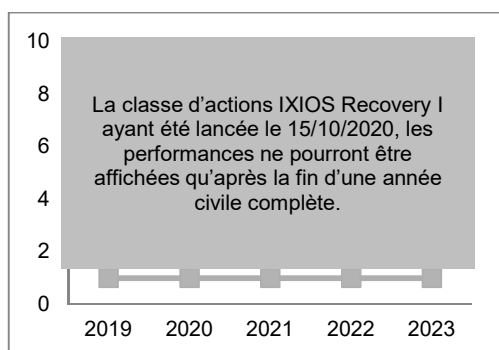 10
8
6
4
2
0
La classe d’actions IXIOS Recovery I
ayant été lancée le 15/10/2020, les
performances ne pourront être
affichées qu’après la fin d’une année
civile complète.
2019 2020 2021 2022 2023